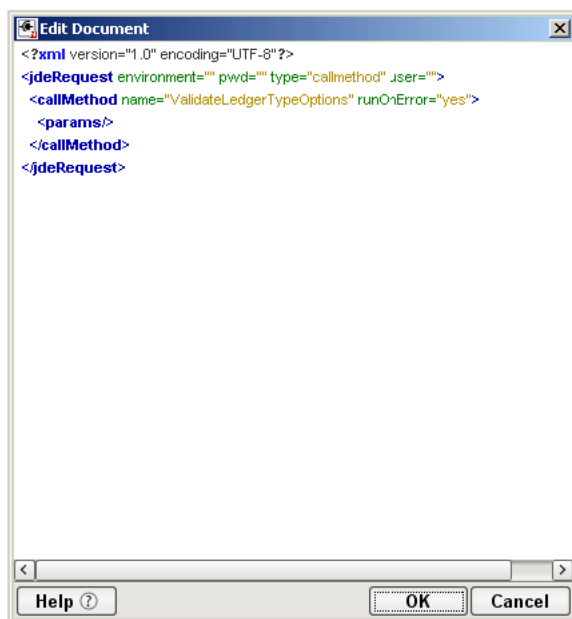 Edit Document
<?xml version="1.0" encoding="UTF-8"?>
<jdeRequest environment="" pwd="" type="callmethod" user="">
<callMethod name="ValidateLedgerTypeOptions" runOnError="yes">
<params/>
</callMethod>
</jdeRequest>
Help ?
OK
Cancel